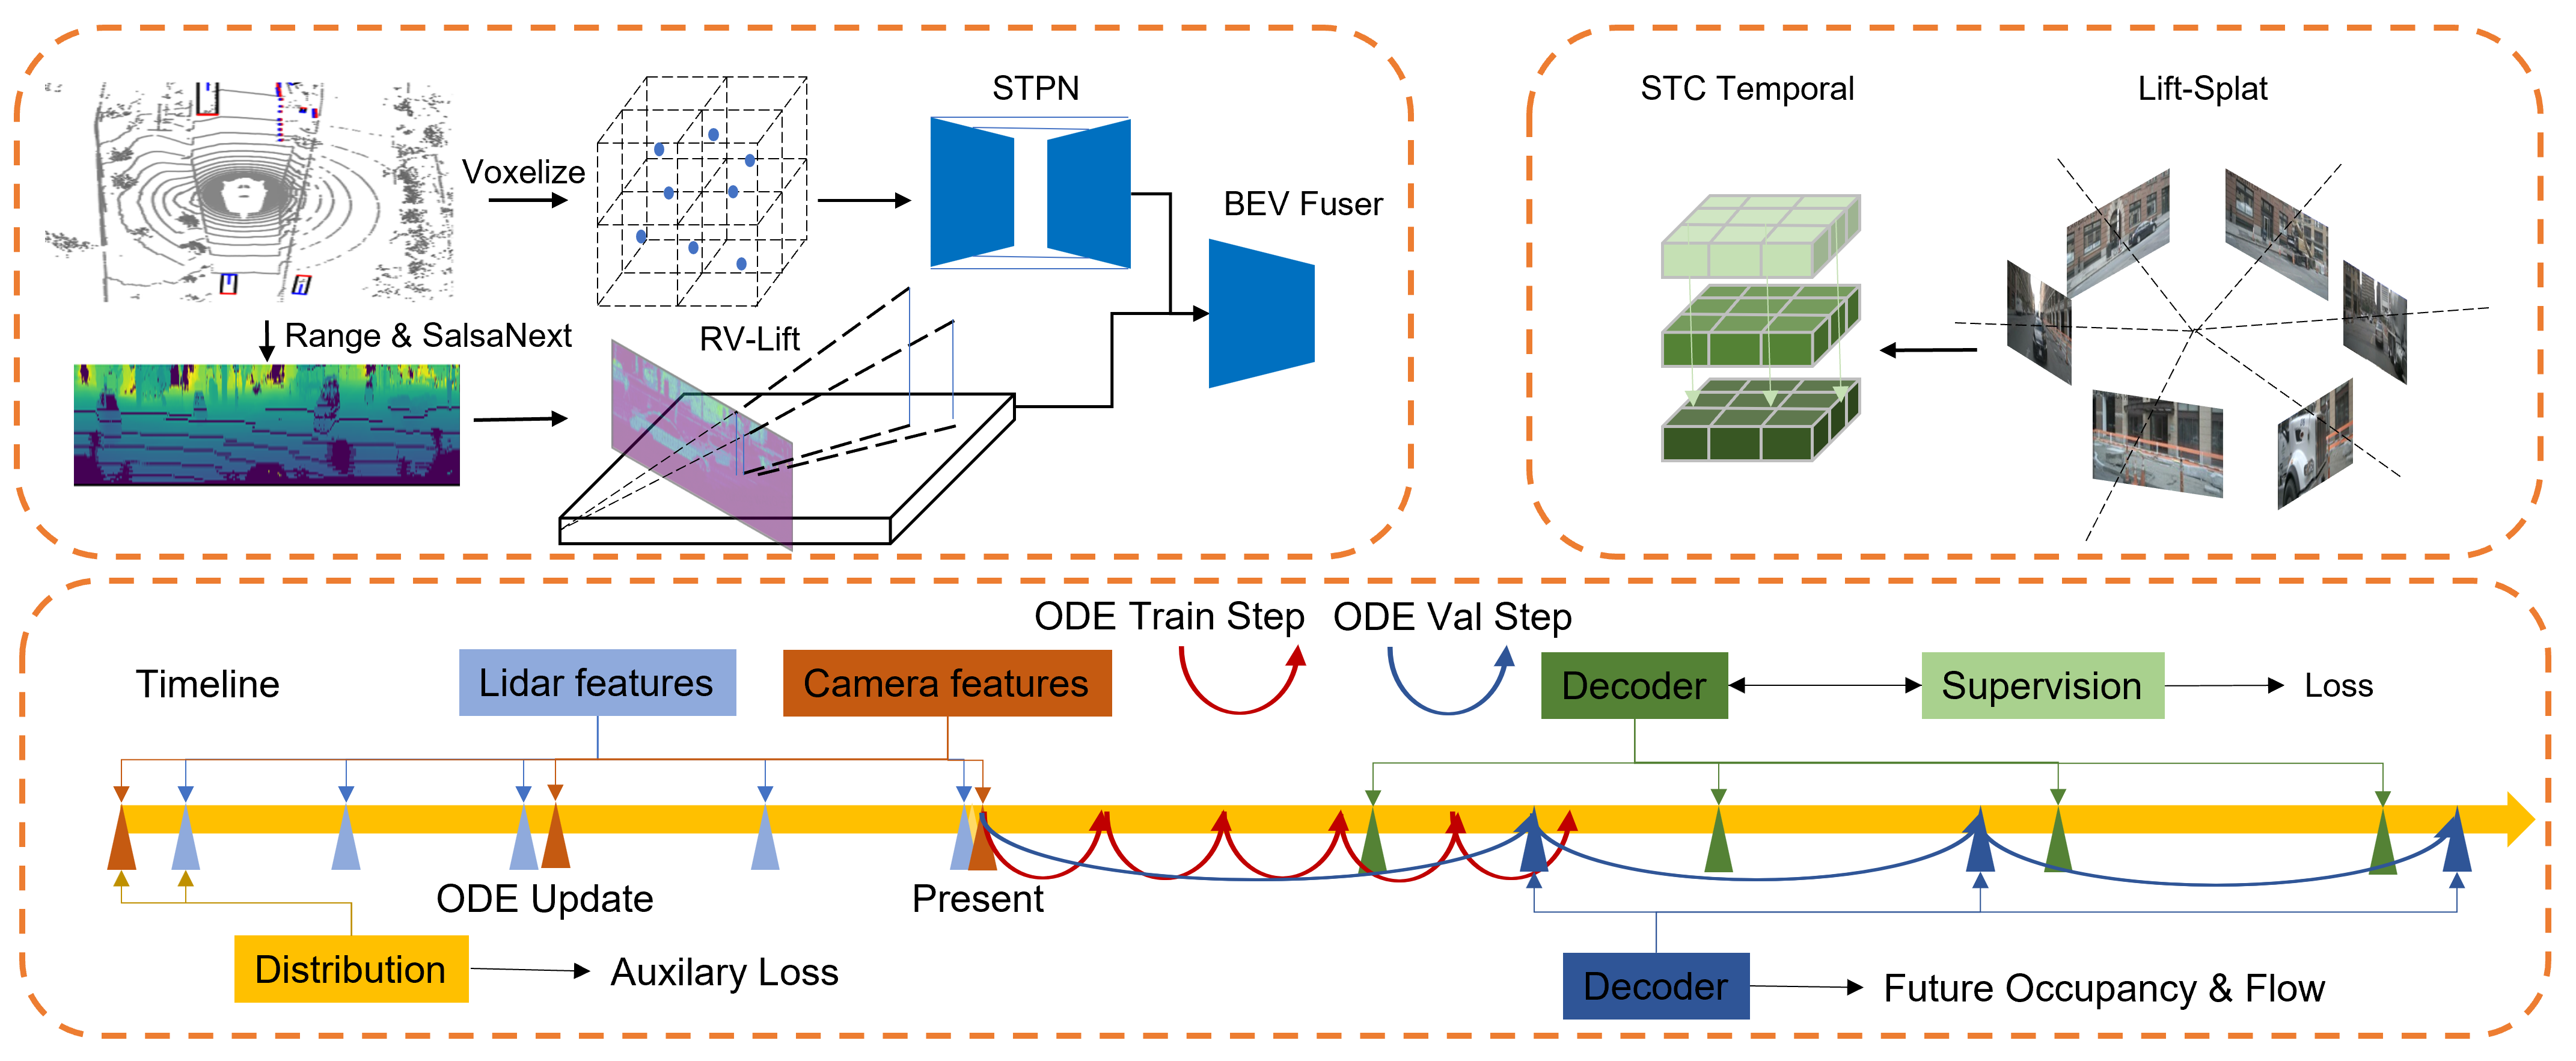 STPN
Voxelize
BEV Fuser
Range & SalsaNext
RV-Lift
STC Temporal
Lift-Splat
ODE Train Step
ODE Val Step
Timeline
Lidar features
Camera features
Decoder
Supervision
Loss
ODE Update
Present
Distribution
Auxilary Loss
Decoder
Future Occupancy & Flow